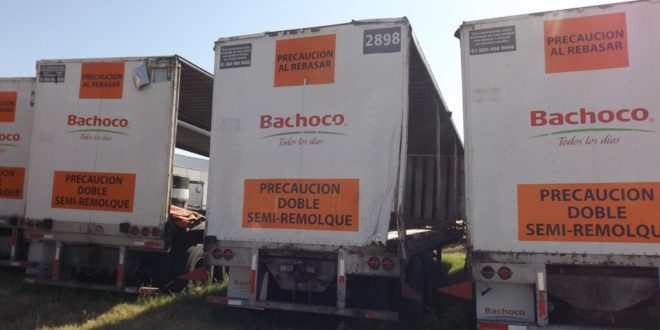 PRECAUCION
AL REBASAR
Bachoco
Todos los días
PRECAUCION
DOBLE
SEMI-REMOLQUE
PRECAUCION
AL REBASAR
2898
Bachoco
Todos los días
PRECAUCION
DOBLE
SEMI-REMOLQUE
PRECAUCION
AL REBASAR
Bachoco
Todos los días
PRECAUCION
DOBLE
SEMI-REMOLQUE
Bachoco